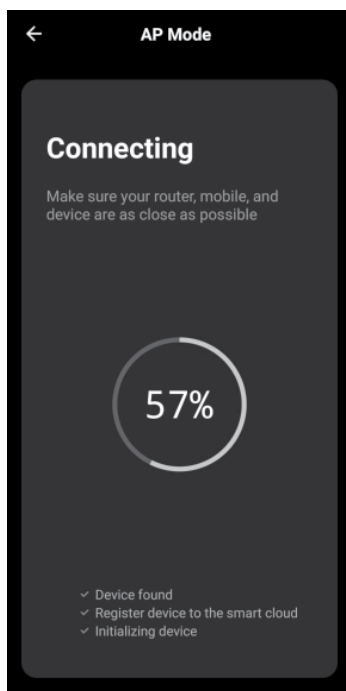 AP Mode
Connecting
Make sure your router, mobile, and
device are as close as possible
57%
Device found
Register device to the smart cloud
Initializing device